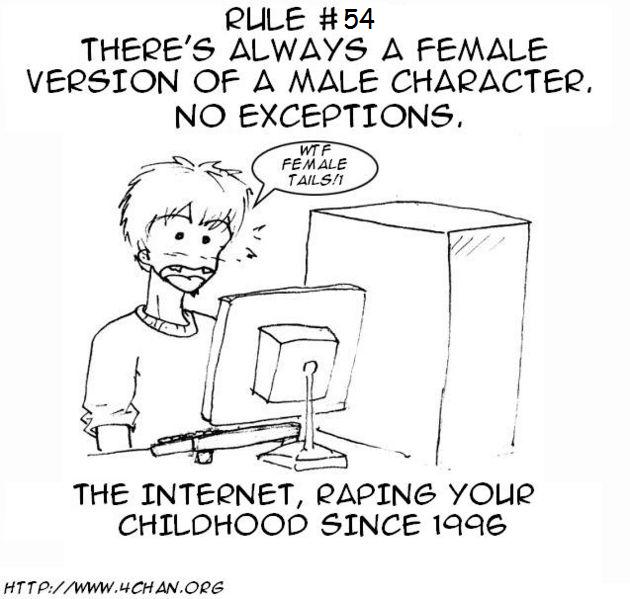 RULE #54
THERE'S ALWAYS A FEMALE
VERSION OF A MALE CHARACTER.
NO EXCEPTIONS.
WTF
FEMALE
TAILS!1
THE INTERNET, RAPING YOUR
CHILDHOOD SINCE 1996
HTTP://WWW.4CHAN.ORG